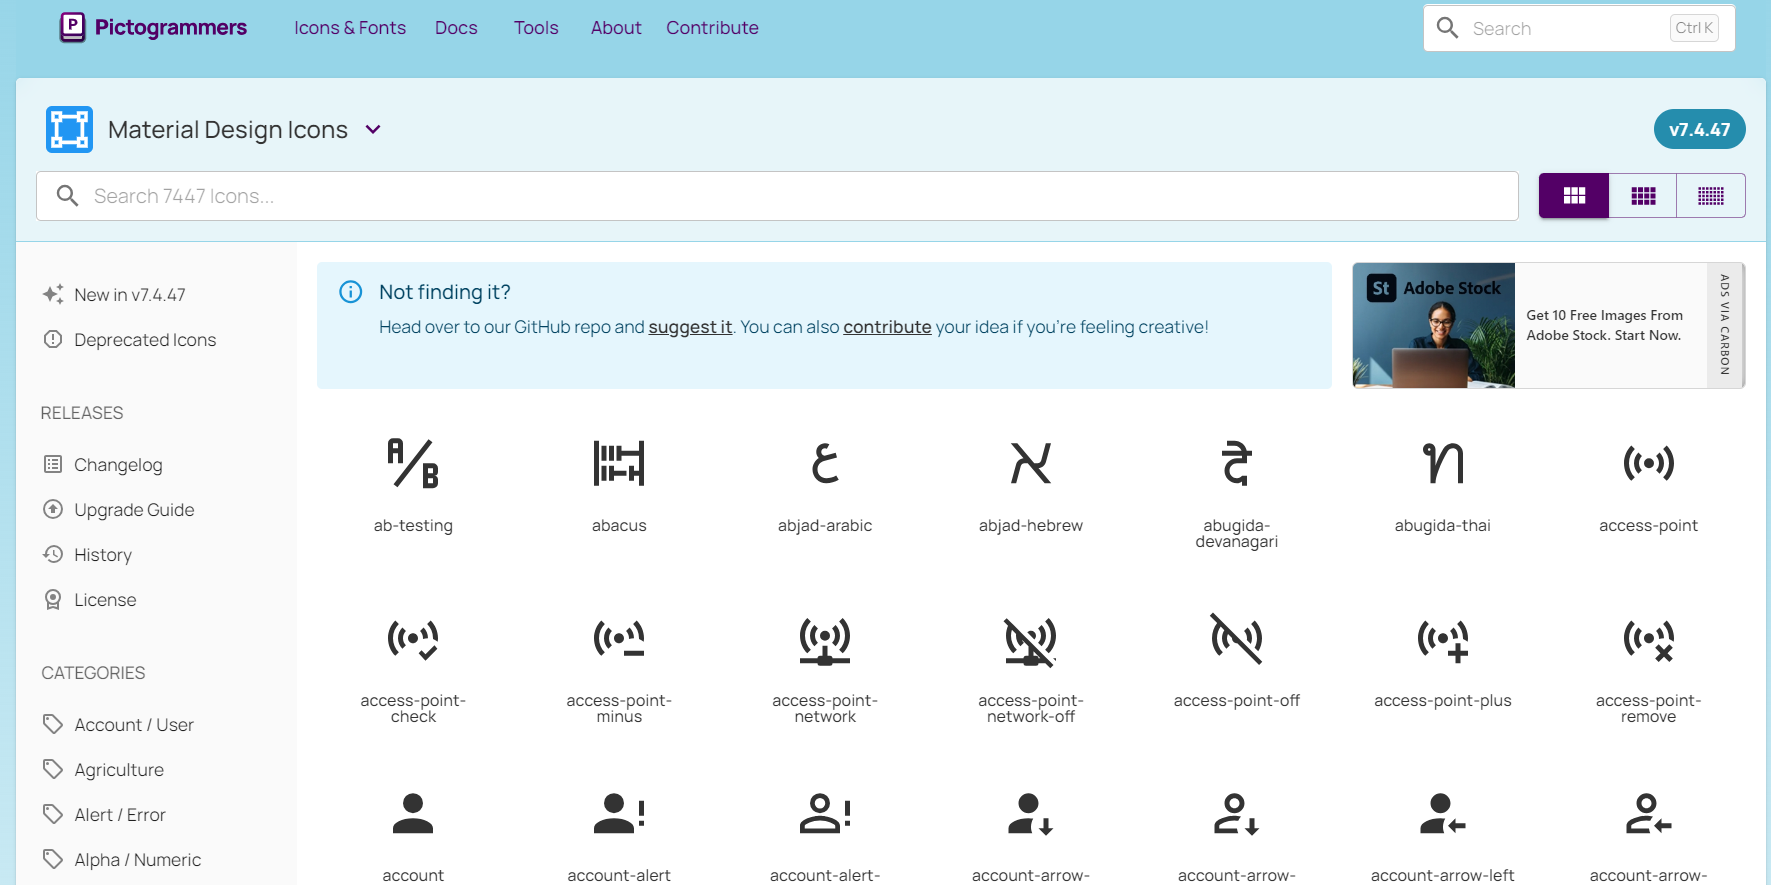 Pictogrammers
Icons & Fonts
Docs
Tools
About
Contribute
Search
Ctrl K
Material Design Icons
v7.4.47
Search 7447 Icons...
New in v7.4.47
Deprecated Icons
RELEASES
Changelog
Upgrade Guide
History
License
CATEGORIES
Account / User
Agriculture
Alert / Error
Alpha / Numeric
Not finding it?
Head over to our GitHub repo and suggest it. You can also contribute your idea if you're feeling creative!
St Adobe Stock
Get 10 Free Images From
Adobe Stock. Start Now.
ADS VIA CARBON
A/B
ع
א
दे
ท
ab-testing
abacus
abjad-arabic
abjad-hebrew
abugida-
devanagari
abugida-thai
access-point
access-point-
check
access-point-
minus
access-point-
network
access-point-
network-off
access-point-off
access-point-plus
access-point-
remove
account
account-alert
account-alert-
account-arrow-
account-arrow-
account-arrow-left
account-arrow-